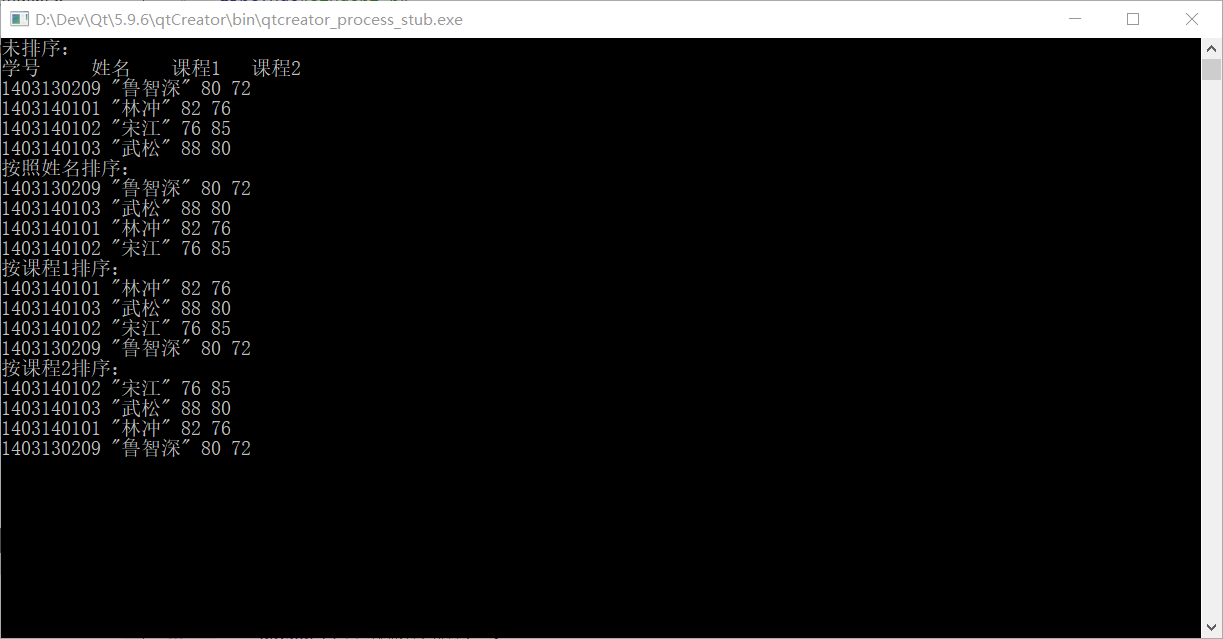 D:\Dev\Qt\5.9.6\qtCreator\bin\qtcreator_process_stub.exe
未排序:
学号 姓名 课程1 课程2
1403130209 "鲁智深" 80 72
1403140101 "林冲" 82 76
1403140102 "宋江" 76 85
1403140103 "武松" 88 80
按照姓名排序:
1403130209 "鲁智深" 80 72
1403140103 "武松" 88 80
1403140101 "林冲" 82 76
1403140102 "宋江" 76 85
按课程1排序:
1403140101 "林冲" 82 76
1403140103 "武松" 88 80
1403140102 "宋江" 76 85
1403130209 "鲁智深" 80 72
按课程2排序:
1403140102 "宋江" 76 85
1403140103 "武松" 88 80
1403140101 "林冲" 82 76
1403130209 "鲁智深" 80 72